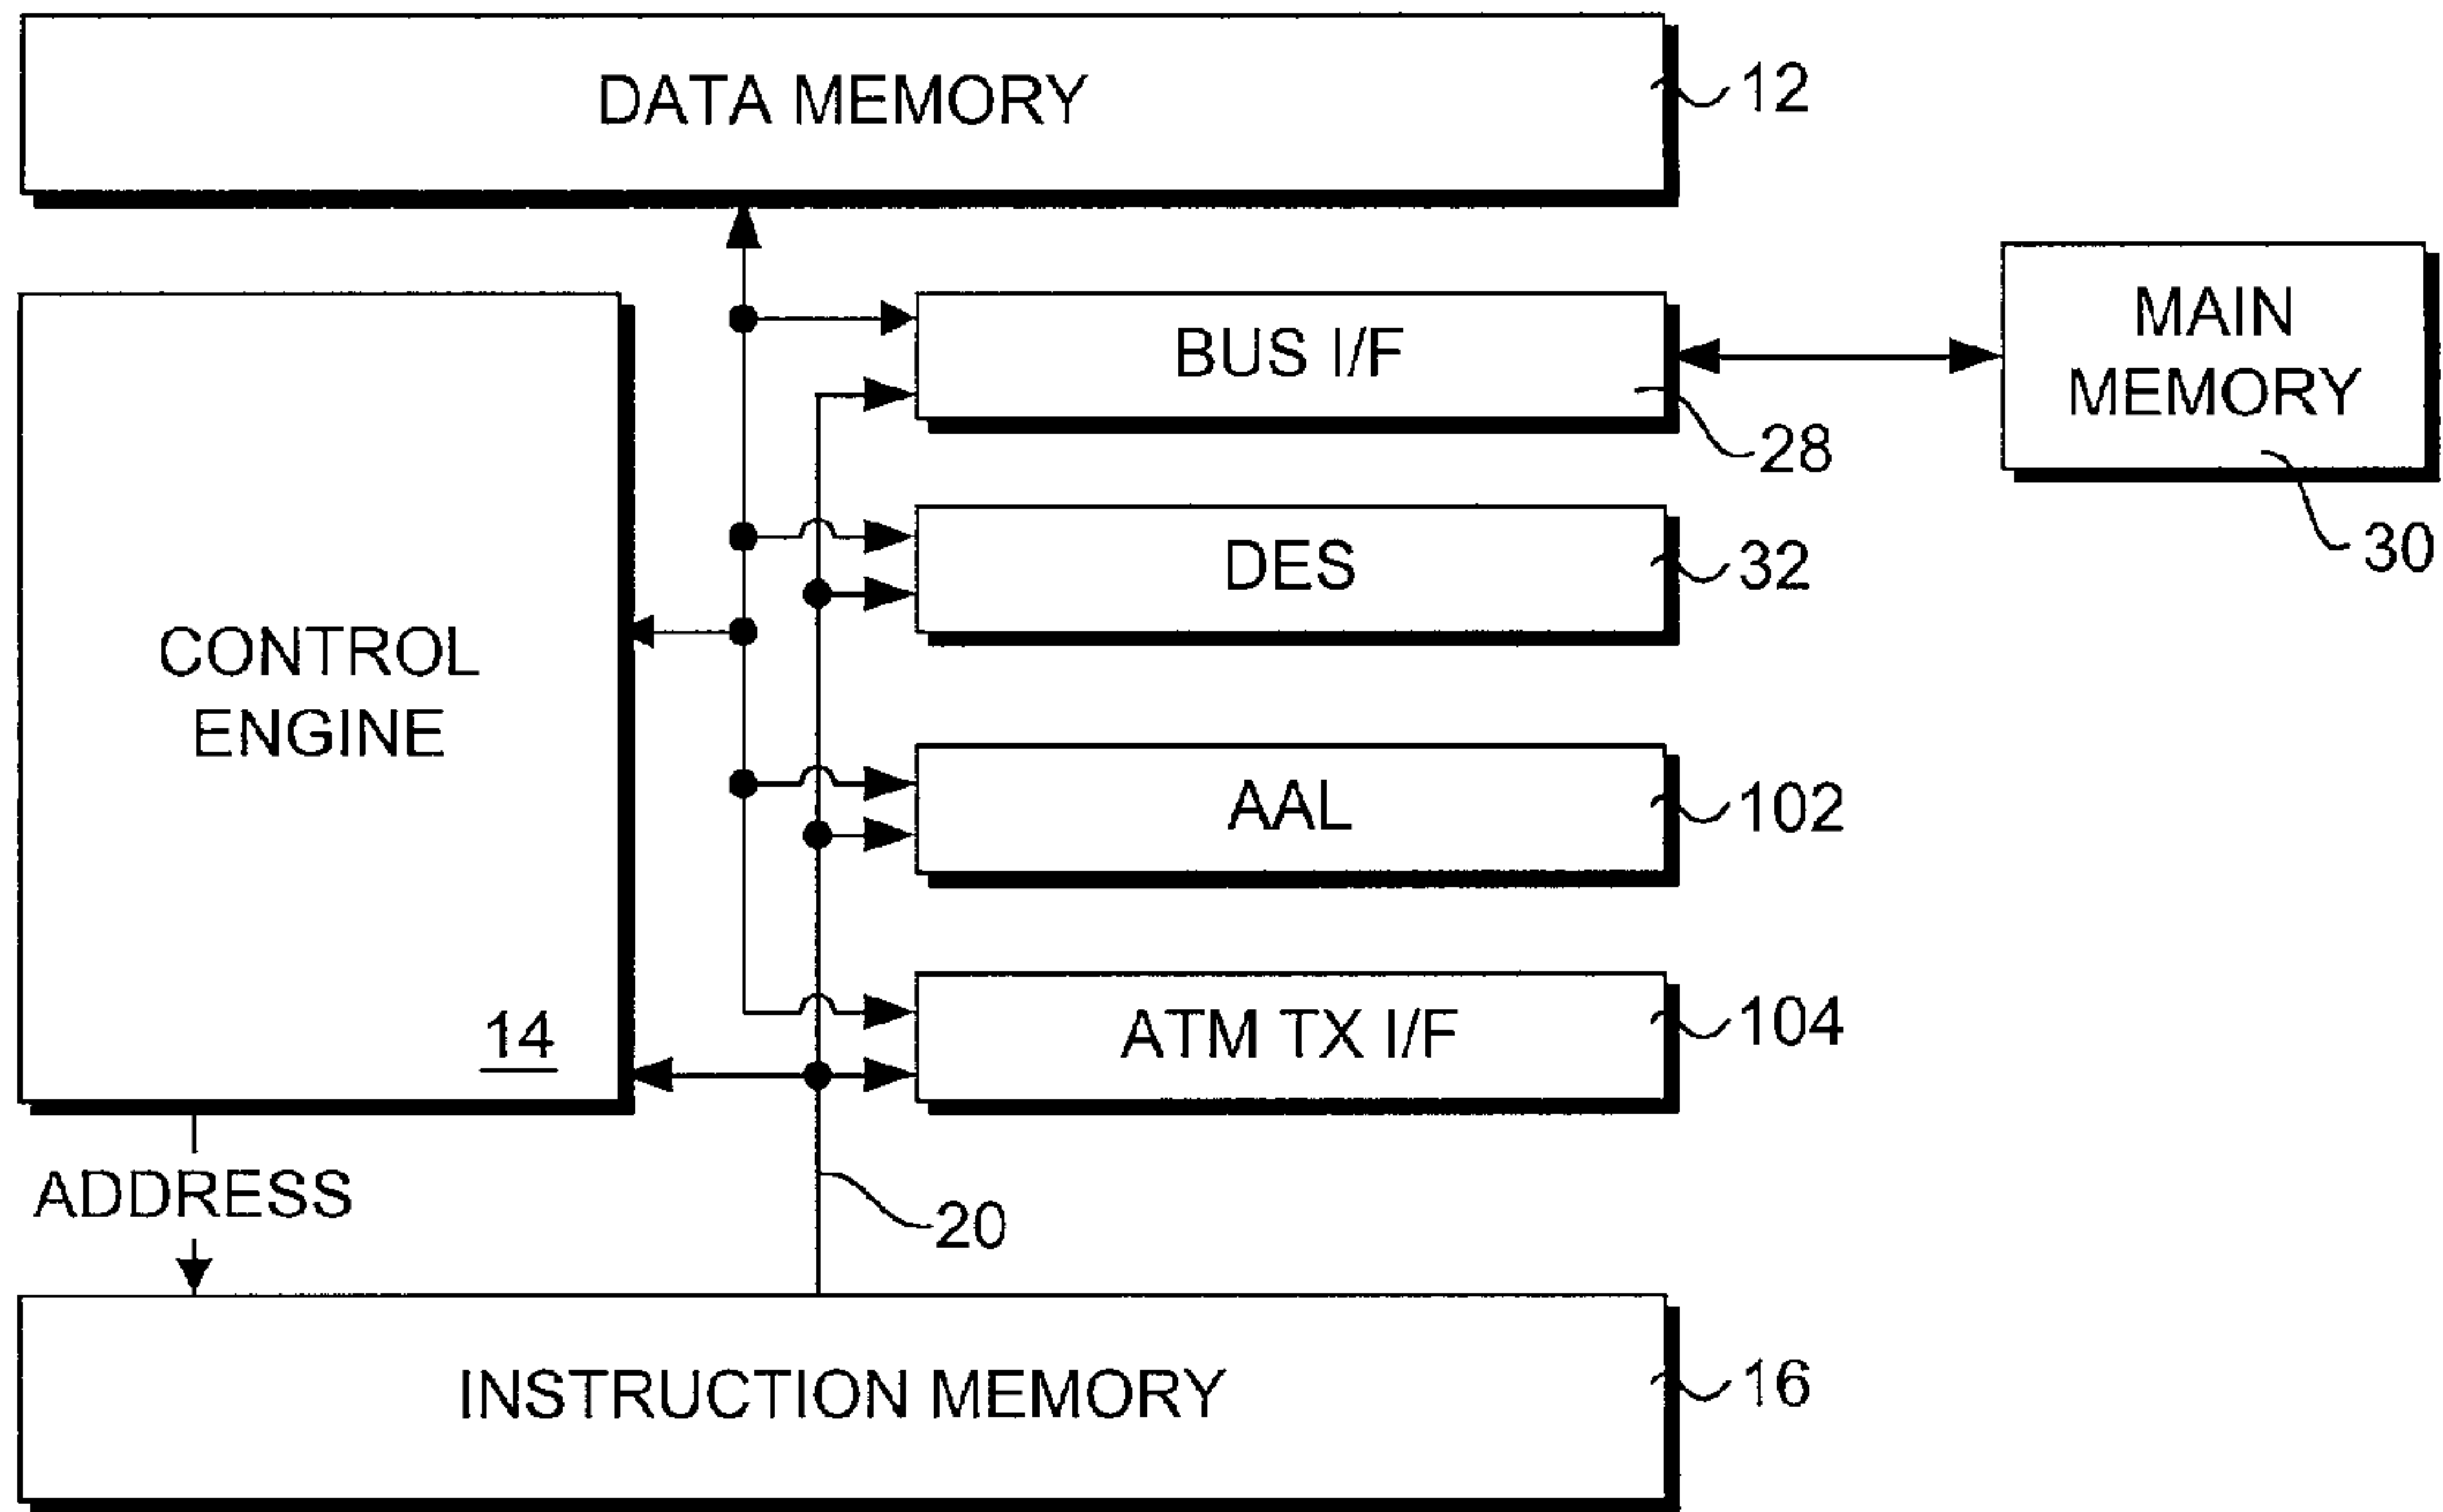 DATA MEMORY
12
BUS I/F
28
MAIN
MEMORY
30
DES
32
CONTROL
ENGINE
14
AAL
102
ATM TX I/F
104
ADDRESS
20
INSTRUCTION MEMORY
16